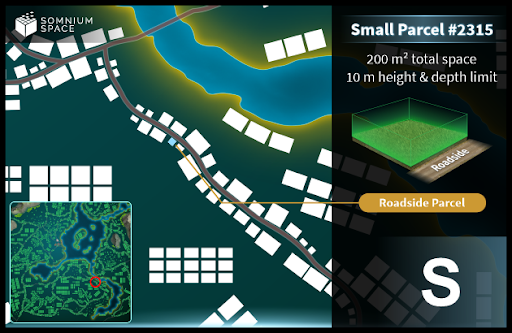 SOMNIUM
SPACE
Small Parcel #2315
200 m² total space
10 m height & depth limit
Roadside
Roadside Parcel
S